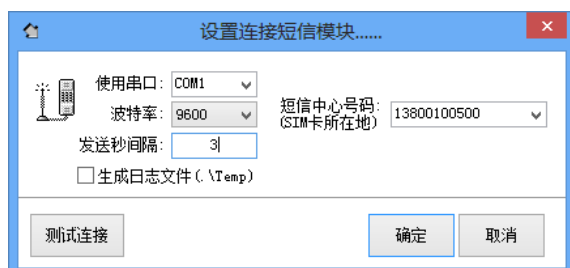 设置连接短信模块......
使用串口: COM1
波特率: 9600
短信中心号码: 13800100500
(SIM卡所在地)
发送秒间隔: 3
生成日志文件(.\Temp)
测试连接 确定 取消